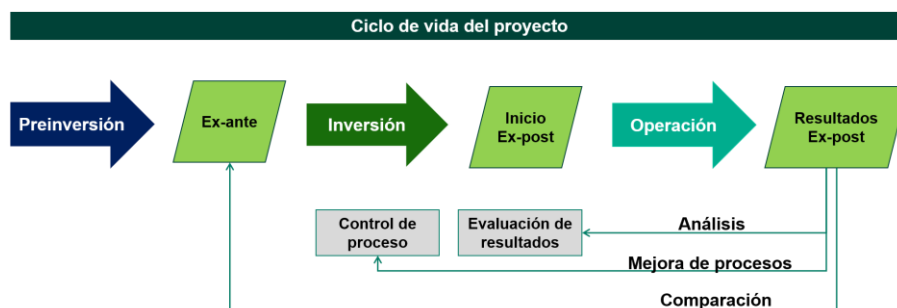 Ciclo de vida del proyecto
Preinversión
Ex-ante
Inversión
Inicio
Ex-post
Operación
Resultados
Ex-post
Control de
proceso
Evaluación de
resultados
Análisis
Mejora de procesos
Comparación